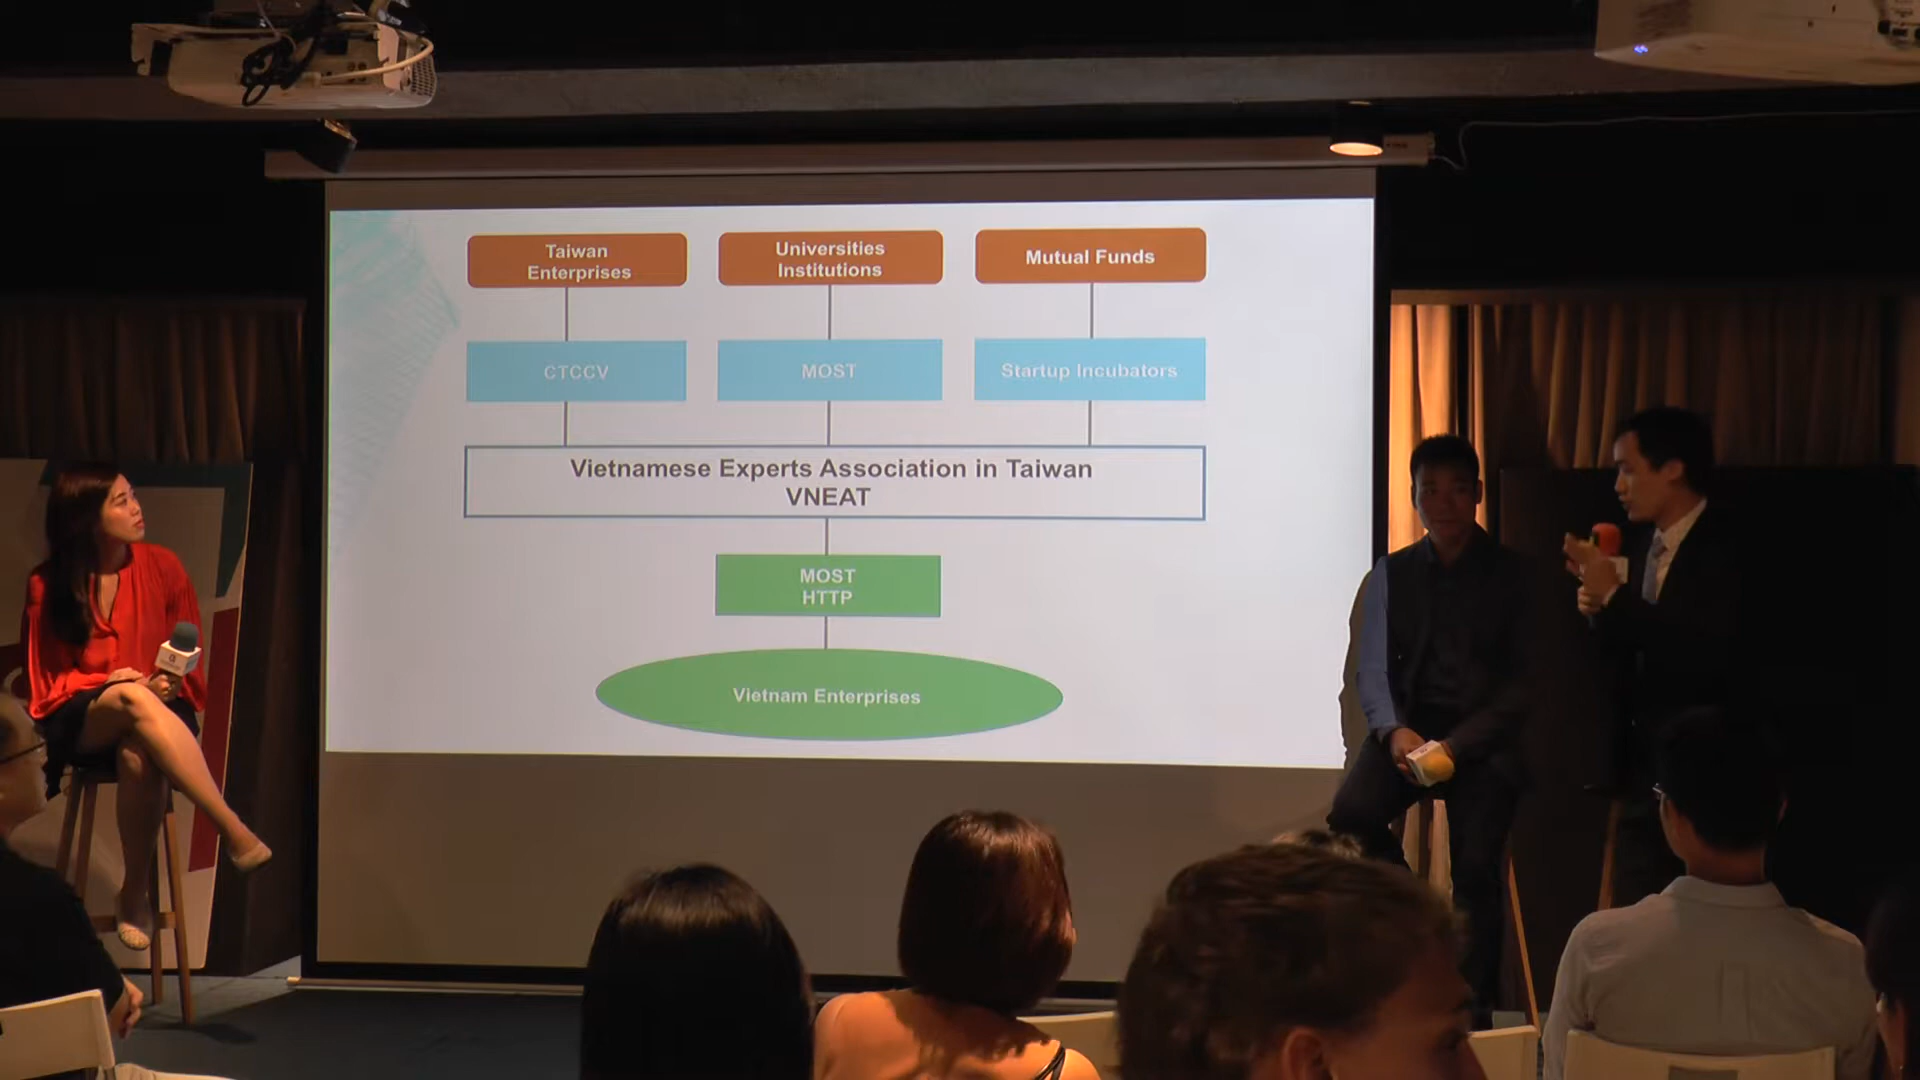 Taiwan
Enterprises
Universities
Institutions
Mutual Funds
CTCCV
MOST
Startup Incubators
Vietnamese Experts Association in Taiwan
VNEAT
MOST
HTTP
Vietnam Enterprises